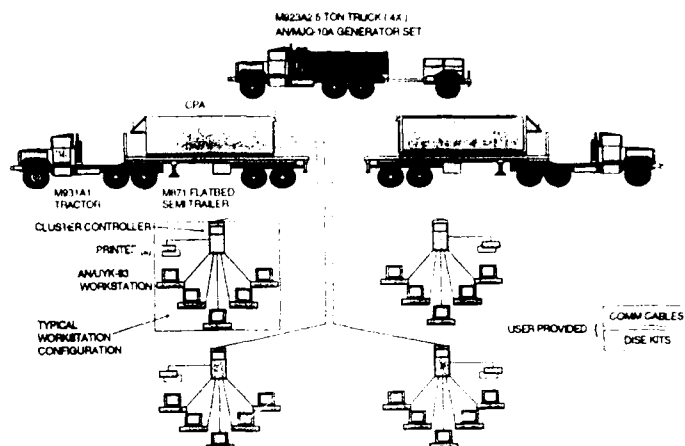 M923A2 5 TON TRUCK (4X)
AN/MJQ-10A GENERATOR SET
CPA
M931A1
TRACTOR
M871 FLATBED
SEMI TRAILER
CLUSTER CONTROLLER
PRINTER
AN/UYK-83
WORKSTATION
TYPICAL
WORKSTATION
CONFIGURATION
USER PROVIDED {
COMM CABLES
DISE KITS